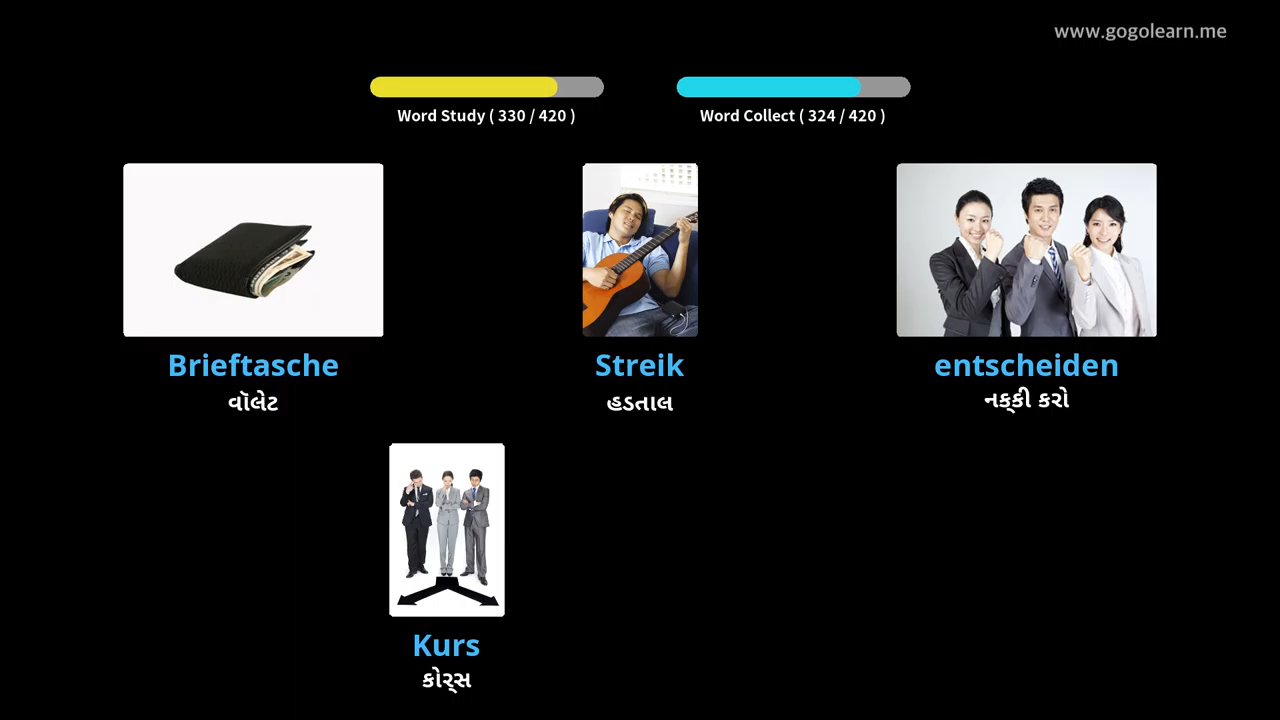 www.gogolearn.me
Word Study ( 330 / 420 )
Word Collect ( 324 / 420 )
Brieftasche
વૉલેટ
Streik
હડતાલ
entscheiden
નક્કી કરો
Kurs
કોર્સ